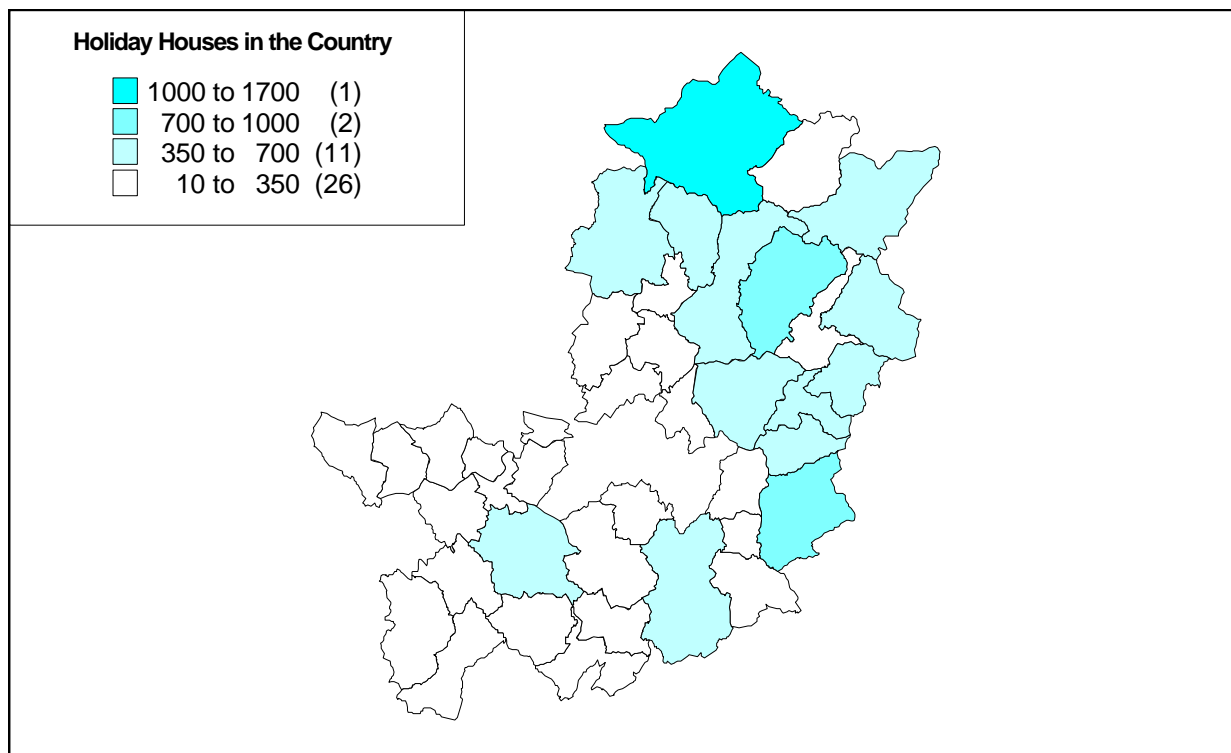 Holiday Houses in the Country
1000 to 1700 (1)
700 to 1000 (2)
350 to 700 (11)
10 to 350 (26)